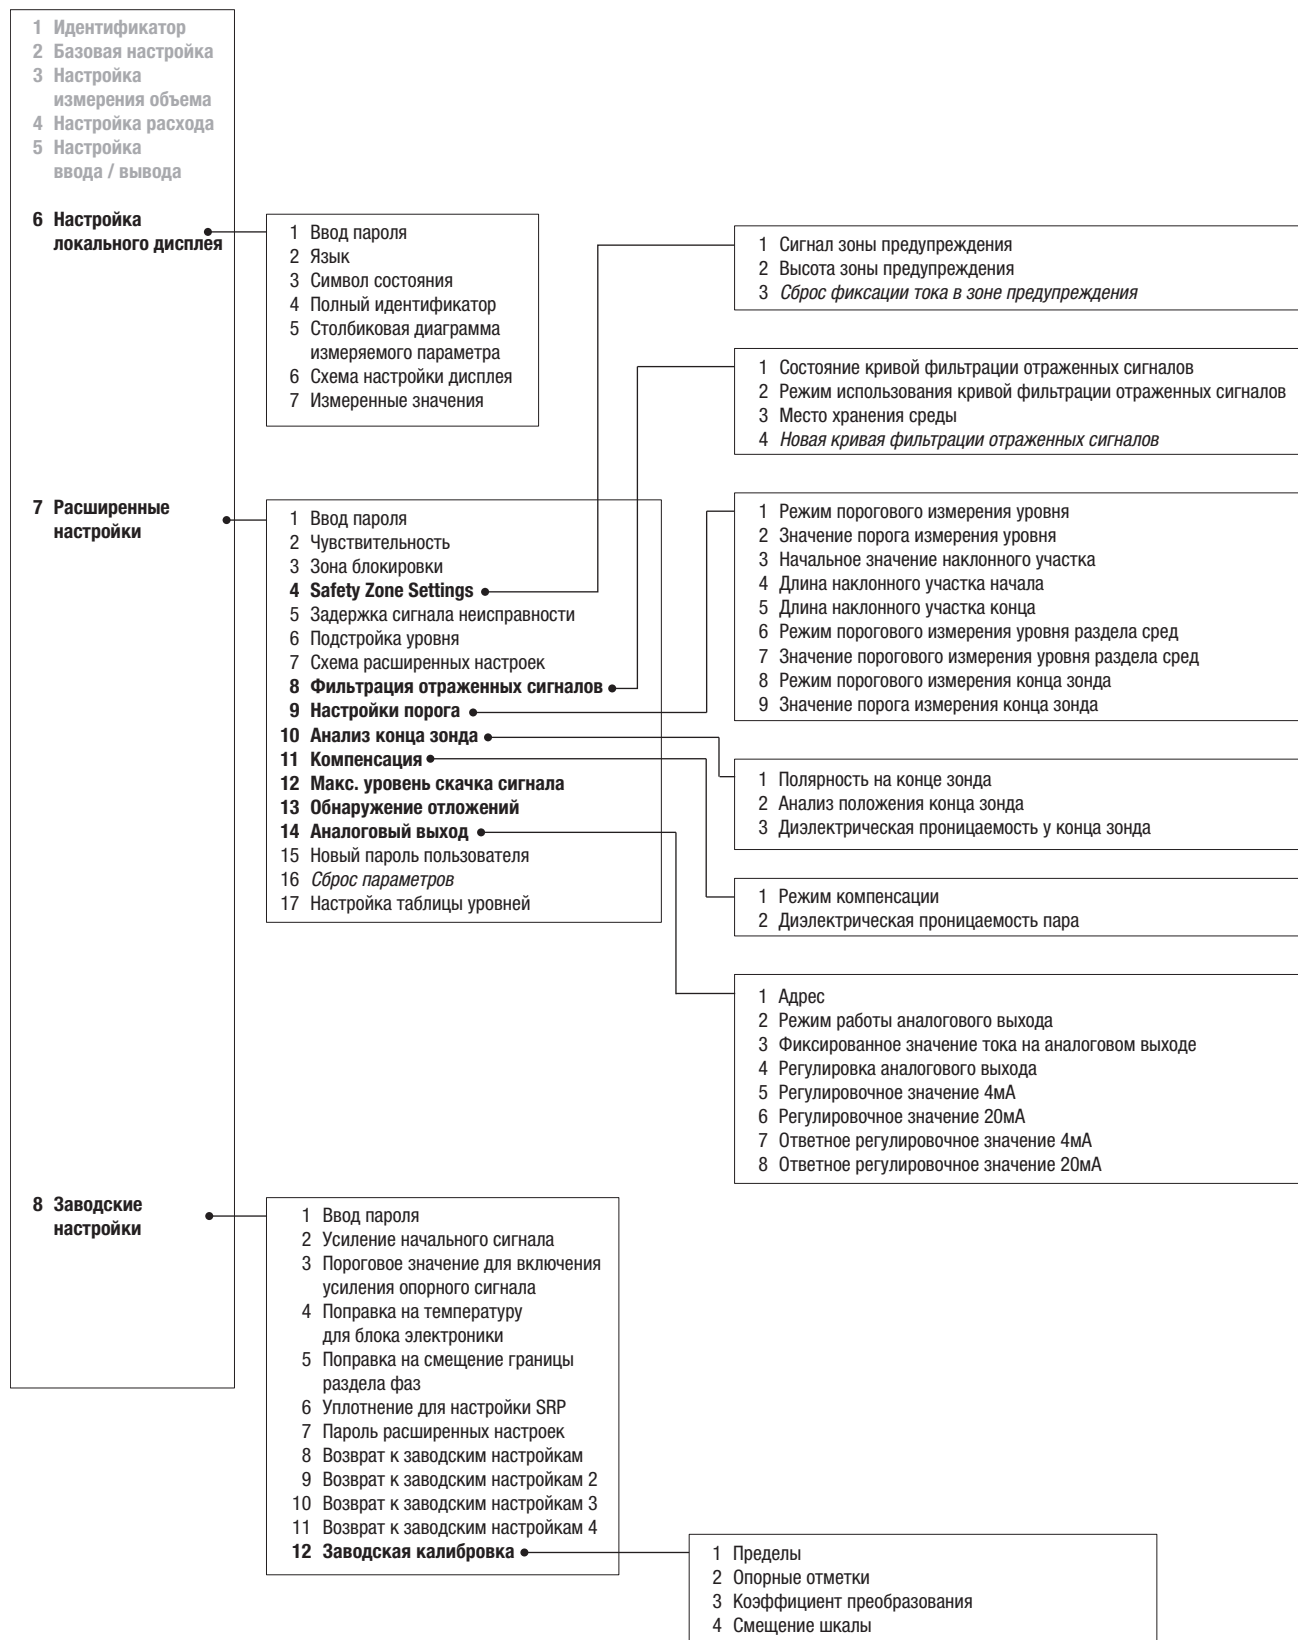 1 Идентификатор
2 Базовая настройка
3 Настройка
измерения объема
4 Настройка расхода
5 Настройка
ввода / вывода
6 Настройка
локального дисплея
1 Ввод пароля
2 Язык
3 Символ состояния
4 Полный идентификатор
5 Столбиковая диаграмма
измеряемого параметра
6 Схема настройки дисплея
7 Измеренные значения
7 Расширенные
настройки
1 Ввод пароля
2 Чувствительность
3 Зона блокировки
4 Safety Zone Settings
5 Задержка сигнала неисправности
6 Подстройка уровня
7 Схема расширенных настроек
8 Фильтрация отраженных сигналов
9 Настройки порога
10 Анализ конца зонда
11 Компенсация
12 Макс. уровень скачка сигнала
13 Обнаружение отложений
14 Аналоговый выход
15 Новый пароль пользователя
16 Сброс параметров
17 Настройка таблицы уровней
1 Сигнал зоны предупреждения
2 Высота зоны предупреждения
3 Сброс фиксации тока в зоне предупреждения
1 Состояние кривой фильтрации отраженных сигналов
2 Режим использования кривой фильтрации отраженных сигналов
3 Место хранения среды
4 Новая кривая фильтрации отраженных сигналов
1 Режим порогового измерения уровня
2 Значение порога измерения уровня
3 Начальное значение наклонного участка
4 Длина наклонного участка начала
5 Длина наклонного участка конца
6 Режим порогового измерения уровня раздела сред
7 Значение порогового измерения уровня раздела сред
8 Режим порогового измерения конца зонда
9 Значение порога измерения конца зонда
1 Полярность на конце зонда
2 Анализ положения конца зонда
3 Диэлектрическая проницаемость у конца зонда
1 Режим компенсации
2 Диэлектрическая проницаемость пара
1 Адрес
2 Режим работы аналогового выхода
3 Фиксированное значение тока на аналоговом выходе
4 Регулировка аналогового выхода
5 Регулировочное значение 4мА
6 Регулировочное значение 20мА
7 Ответное регулировочное значение 4мА
8 Ответное регулировочное значение 20мА
8 Заводские
настройки
1 Ввод пароля
2 Усиление начального сигнала
3 Пороговое значение для включения
усиления опорного сигнала
4 Поправка на температуру
для блока электроники
5 Поправка на смещение границы
раздела фаз
6 Уплотнение для настройки SRP
7 Пароль расширенных настроек
8 Возврат к заводским настройкам
9 Возврат к заводским настройкам 2
10 Возврат к заводским настройкам 3
11 Возврат к заводским настройкам 4
12 Заводская калибровка
1 Пределы
2 Опорные отметки
3 Коэффициент преобразования
4 Смещение шкалы